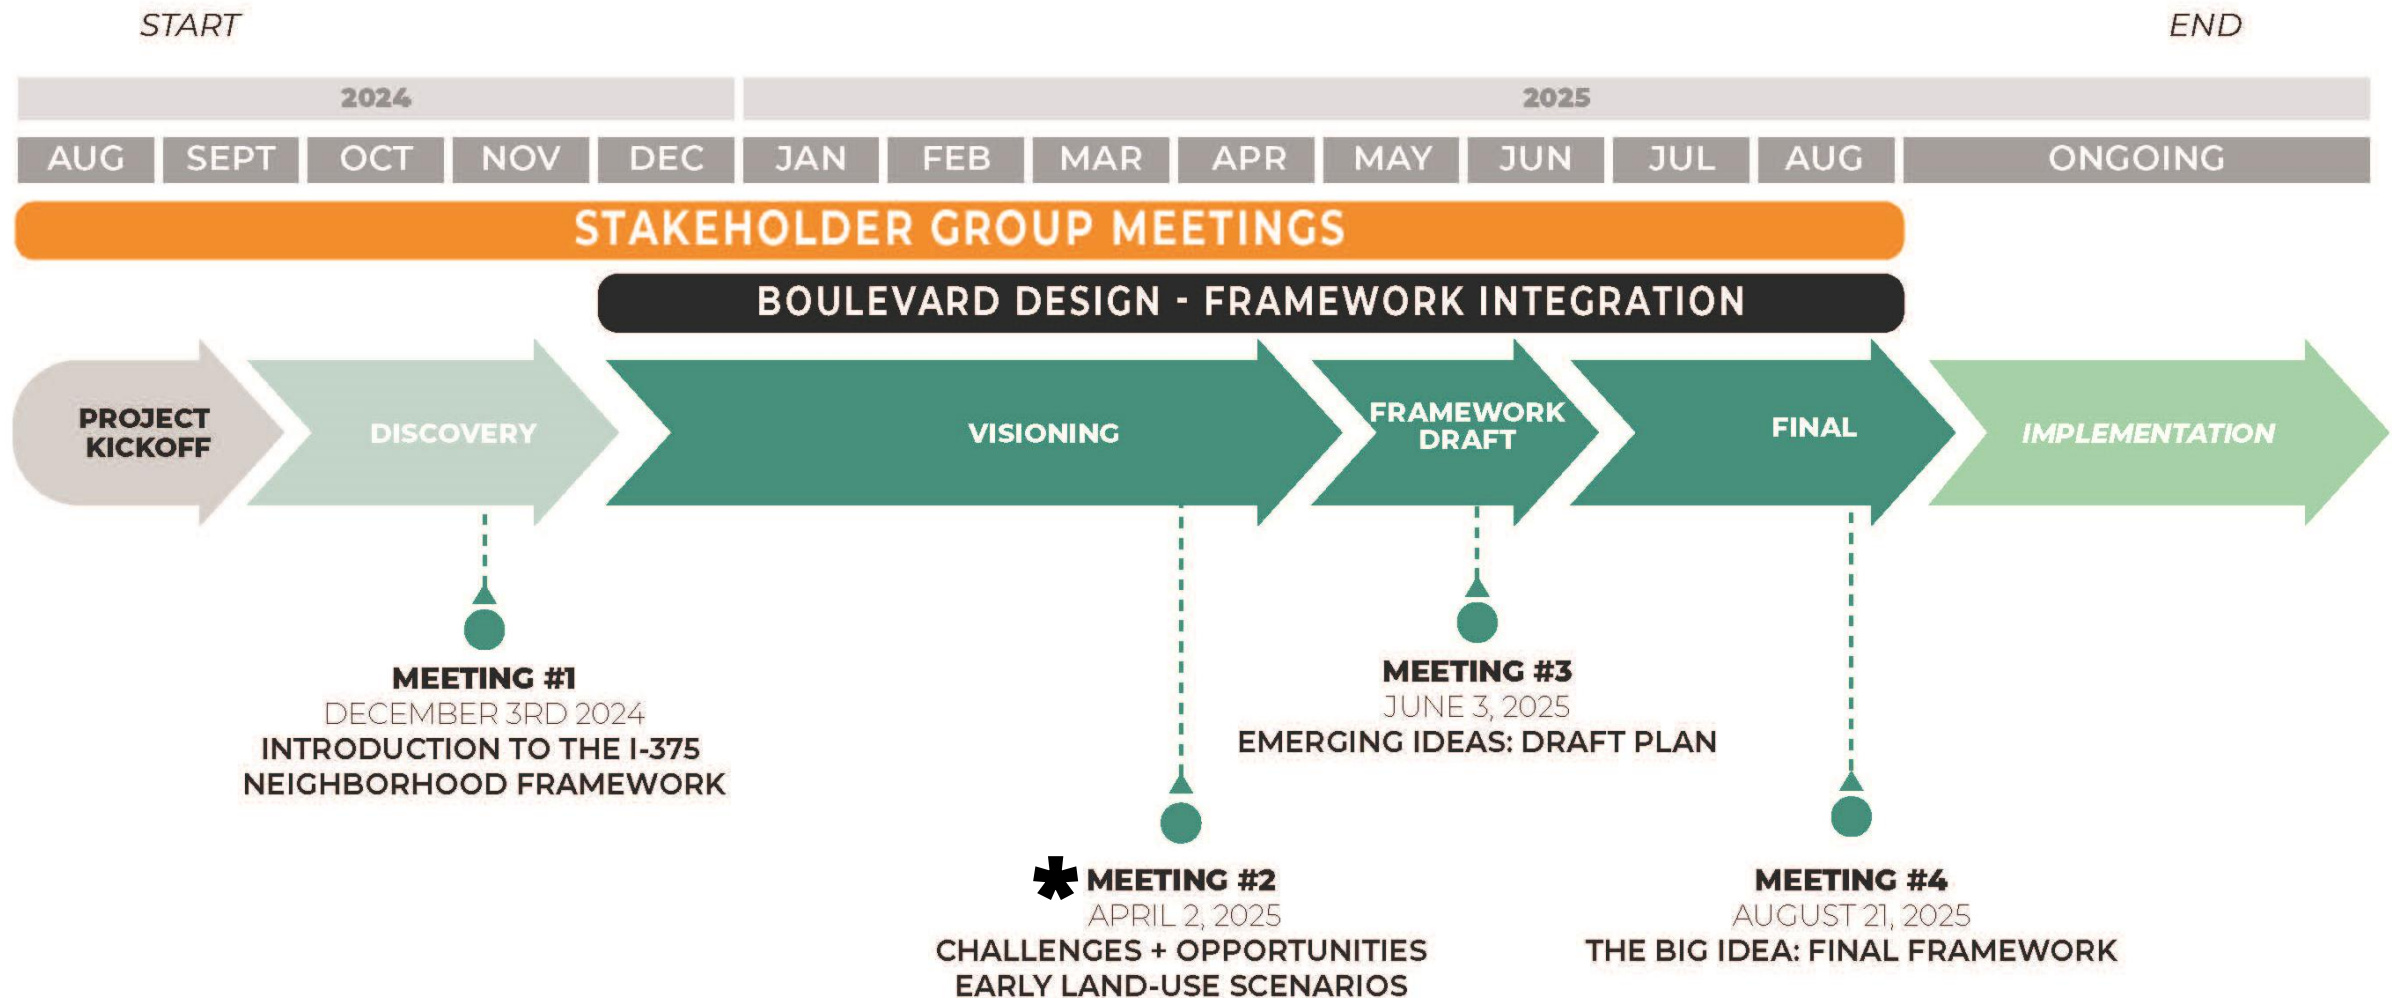 START
END
2024
2025
AUG
SEPT
OCT
NOV
DEC
JAN
FEB
MAR
APR
MAY
JUN
JUL
AUG
ONGOING
STAKEHOLDER GROUP MEETINGS
BOULEVARD DESIGN - FRAMEWORK INTEGRATION
PROJECT
KICKOFF
DISCOVERY
VISIONING
FRAMEWORK
DRAFT
FINAL
IMPLEMENTATION
MEETING #1
DECEMBER 3RD 2024
INTRODUCTION TO THE I-375
NEIGHBORHOOD FRAMEWORK
* MEETING #2
APRIL 2, 2025
CHALLENGES + OPPORTUNITIES
EARLY LAND-USE SCENARIOS
MEETING #3
JUNE 3, 2025
EMERGING IDEAS: DRAFT PLAN
MEETING #4
AUGUST 21, 2025
THE BIG IDEA: FINAL FRAMEWORK